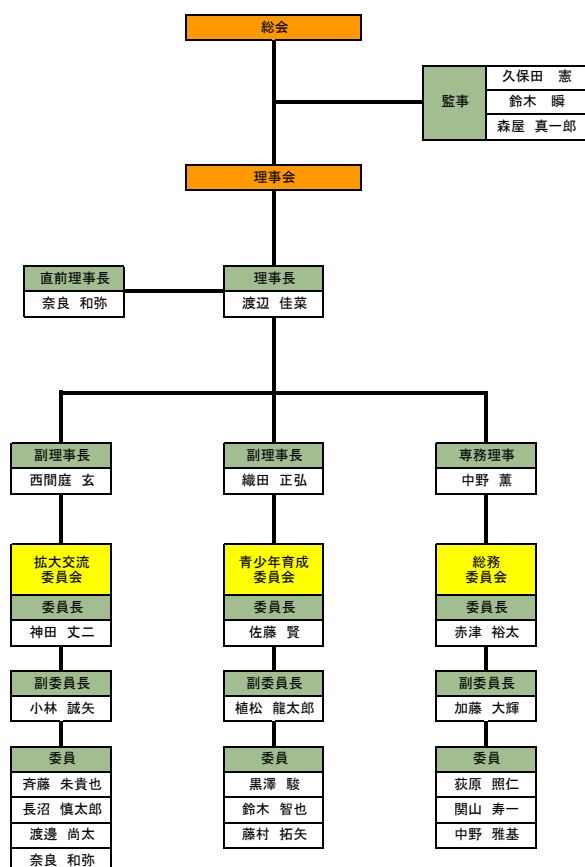 総会
監事
久保田　憲
鈴木　瞬
森屋 真一郎
理事会
直前理事長
奈良 和弥
理事長
渡辺 佳菜
副理事長
西間庭 玄
副理事長
織田 正弘
専務理事
中野 薫
拡大交流
委員会
委員長
神田 丈二
副委員長
小林 誠矢
委員
斉藤 朱貴也
長沼 慎太郎
渡邊 尚太
奈良 和弥
青少年育成
委員会
委員長
佐藤 賢
副委員長
植松 龍太郎
委員
黒澤 駿
鈴木 智也
藤村 拓矢
総務
委員会
委員長
赤津 裕太
副委員長
加藤 大輝
委員
荻原 照仁
関山 寿一
中野 雅基